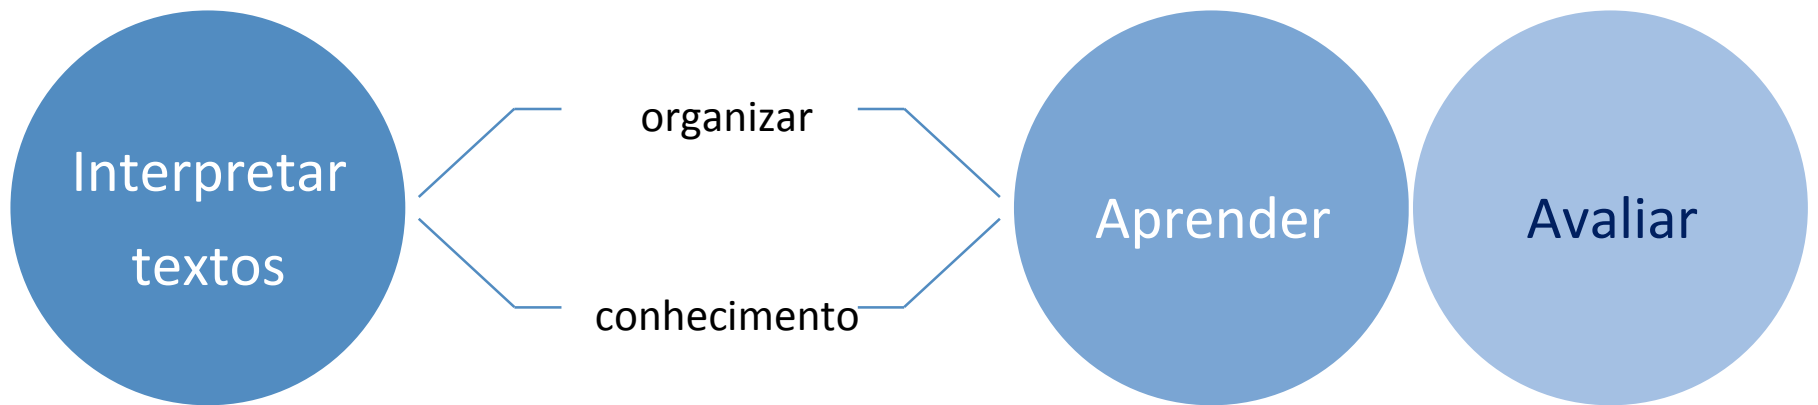 Interpretar
textos
organizar
conhecimento
Aprender
Avaliar